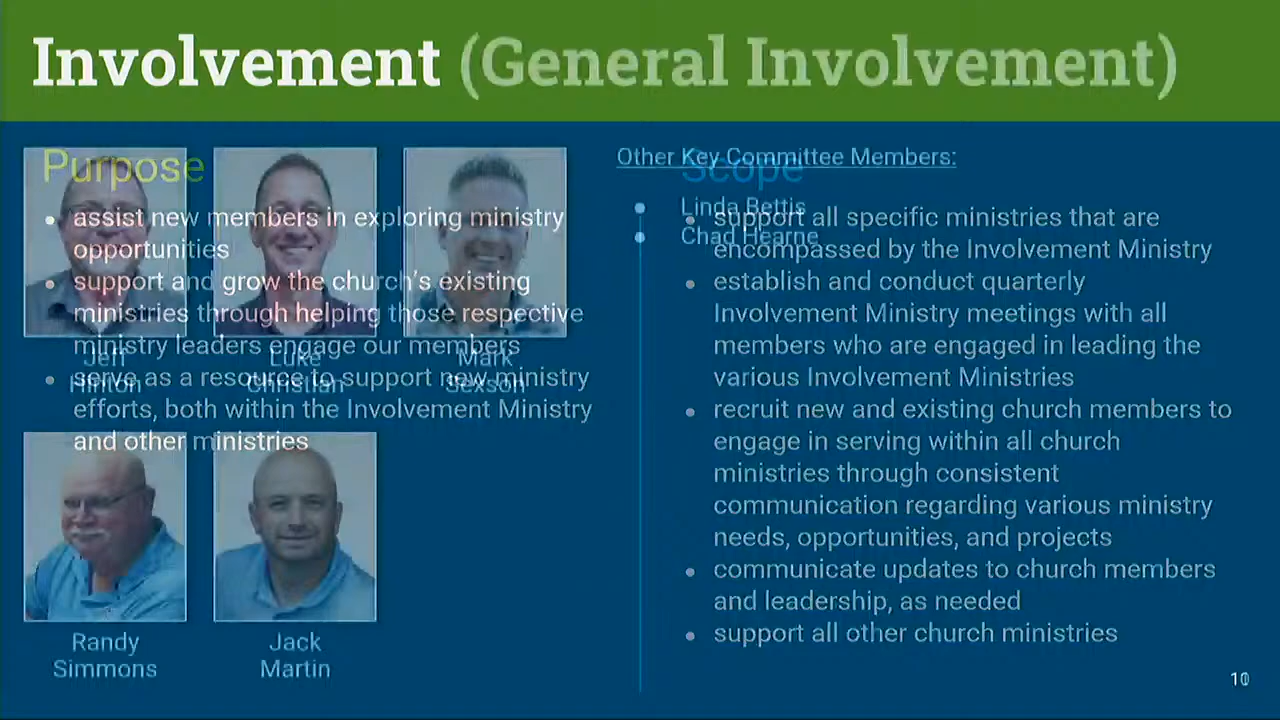 Involvement (General Involvement)
Purpose
assist new members in exploring ministry
opportunities
support and grow the church's existing
ministries through helping those respective
ministry leaders engage our members
serve as a resource to support new ministry
efforts, both within the Involvement Ministry
and other ministries
Jeff
Hinton
Luke
Christian
Mark
Sexson
Randy
Simmons
Jack
Martin
Other Key Committee Members:
Linda Bettis
Chad Hearne
Scope
support all specific ministries that are
encompassed by the Involvement Ministry
establish and conduct quarterly
Involvement Ministry meetings with all
members who are engaged in leading the
various Involvement Ministries
recruit new and existing church members to
engage in serving within all church
ministries through consistent
communication regarding various ministry
needs, opportunities, and projects
communicate updates to church members
and leadership, as needed
support all other church ministries